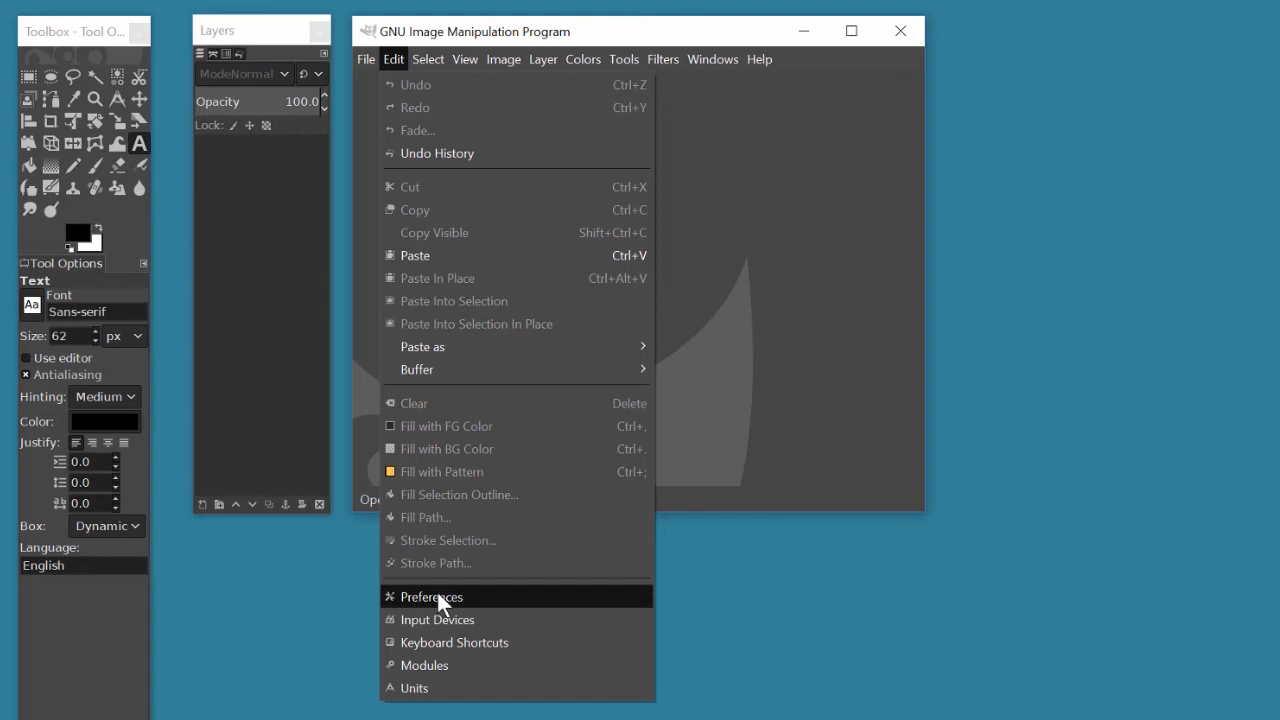 Toolbox - Tool O...
Tool Options
Text
Aa
Font
Sans-serif
Size: 62 px
Use editor
Antialiasing
Hinting: Medium
Color:
Justify:
0.0
0.0
0.0
Box: Dynamic
Language:
English
Layers
ModeNormal
Opacity 100.0
Lock:
GNU Image Manipulation Program
File Edit Select View Image Layer Colors Tools Filters Windows Help
Undo Ctrl+Z
Redo Ctrl+Y
Fade...
Undo History
Cut Ctrl+X
Copy Ctrl+C
Copy Visible Shift+Ctrl+C
Paste Ctrl+V
Paste In Place Ctrl+Alt+V
Paste Into Selection
Paste Into Selection In Place
Paste as
Buffer
Clear Delete
Fill with FG Color Ctrl+,
Fill with BG Color Ctrl+.
Fill with Pattern Ctrl+;
Fill Selection Outline...
Fill Path...
Stroke Selection...
Stroke Path...
Preferences
Input Devices
Keyboard Shortcuts
Modules
Units